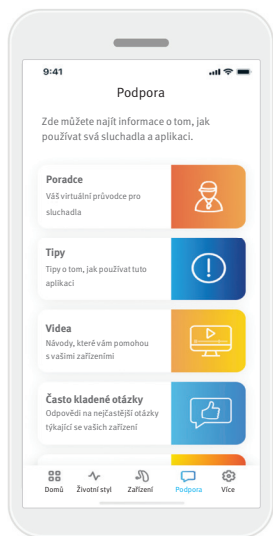 9:41
Podpora
Zde můžete najít informace o tom, jak
používat svá sluchadla a aplikaci.
Poradce
Váš virtuální průvodce pro
sluchadla
Tipy
Tipy o tom, jak používat tuto
aplikaci
Videa
Návody, které vám pomohou
s vašimi zařízeními
Často kladené otázky
Odpovědi na nejčastější otázky
týkající se vašich zařízení
Domů Životní styl Zařízení Podpora Více